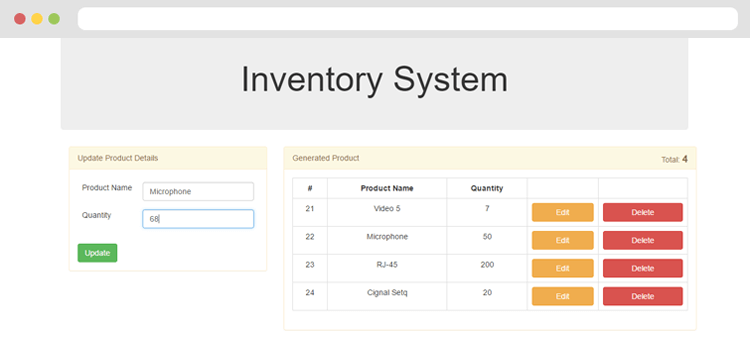 Inventory System
Update Product Details
Product Name Microphone
Quantity 68
Update
Generated Product Total: 4
# Product Name Quantity
21 Video 5 7 Edit Delete
22 Microphone 50 Edit Delete
23 RJ-45 200 Edit Delete
24 Cignal Setq 20 Edit Delete